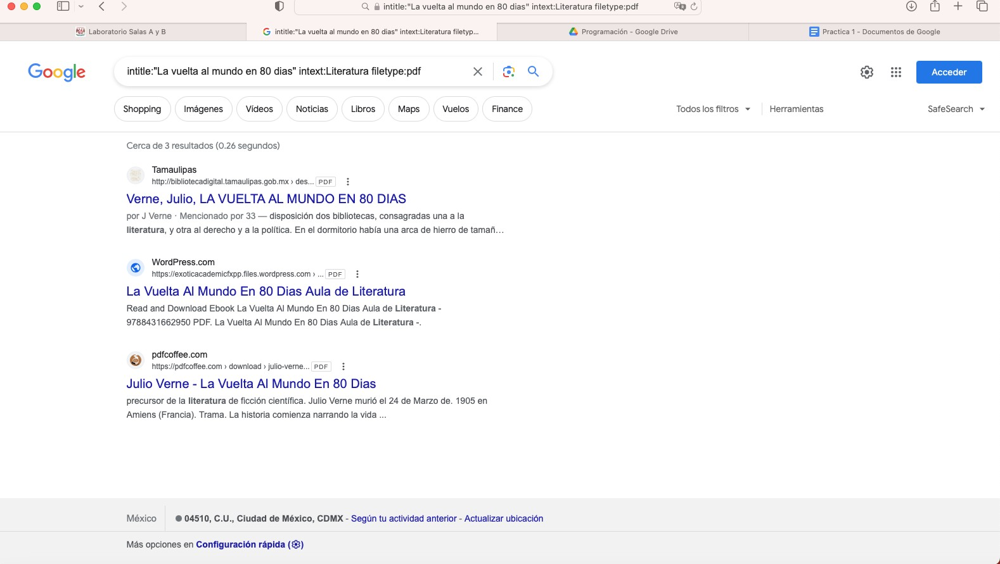 intitle:"La vuelta al mundo en 80 dias" intext:Literatura filetype:pdf
Laboratorio Salas A y B
intitle:"La vuelta al mundo en 80 dias" intext:Literatura filetyp...
Programación - Google Drive
Practica 1 - Documentos de Google
Google
intitle:"La vuelta al mundo en 80 dias" intext:Literatura filetype:pdf
Acceder
Shopping Imágenes Vídeos Noticias Libros Maps Vuelos Finance
Todos los filtros Herramientas SafeSearch
Cerca de 3 resultados (0.26 segundos)
Tamaulipas
http://bibliotecadigital.tamaulipas.gob.mx › des... PDF
Verne, Julio, LA VUELTA AL MUNDO EN 80 DIAS
por J Verne · Mencionado por 33 — disposición dos bibliotecas, consagradas una a la
literatura, y otra al derecho y a la política. En el dormitorio había una arca de hierro de tamañ...
WordPress.com
https://exoticacademicfxpp.files.wordpress.com › ... PDF
La Vuelta Al Mundo En 80 Dias Aula de Literatura
Read and Download Ebook La Vuelta Al Mundo En 80 Dias Aula de Literatura -
9788431662950 PDF. La Vuelta Al Mundo En 80 Dias Aula de Literatura -.
pdfcoffee.com
https://pdfcoffee.com › download › julio-verne... PDF
Julio Verne - La Vuelta Al Mundo En 80 Dias
precursor de la literatura de ficción científica. Julio Verne murió el 24 de Marzo de. 1905 en
Amiens (Francia). Trama. La historia comienza narrando la vida ...
México
04510, C.U., Ciudad de México, CDMX - Según tu actividad anterior - Actualizar ubicación
Más opciones en Configuración rápida ( )